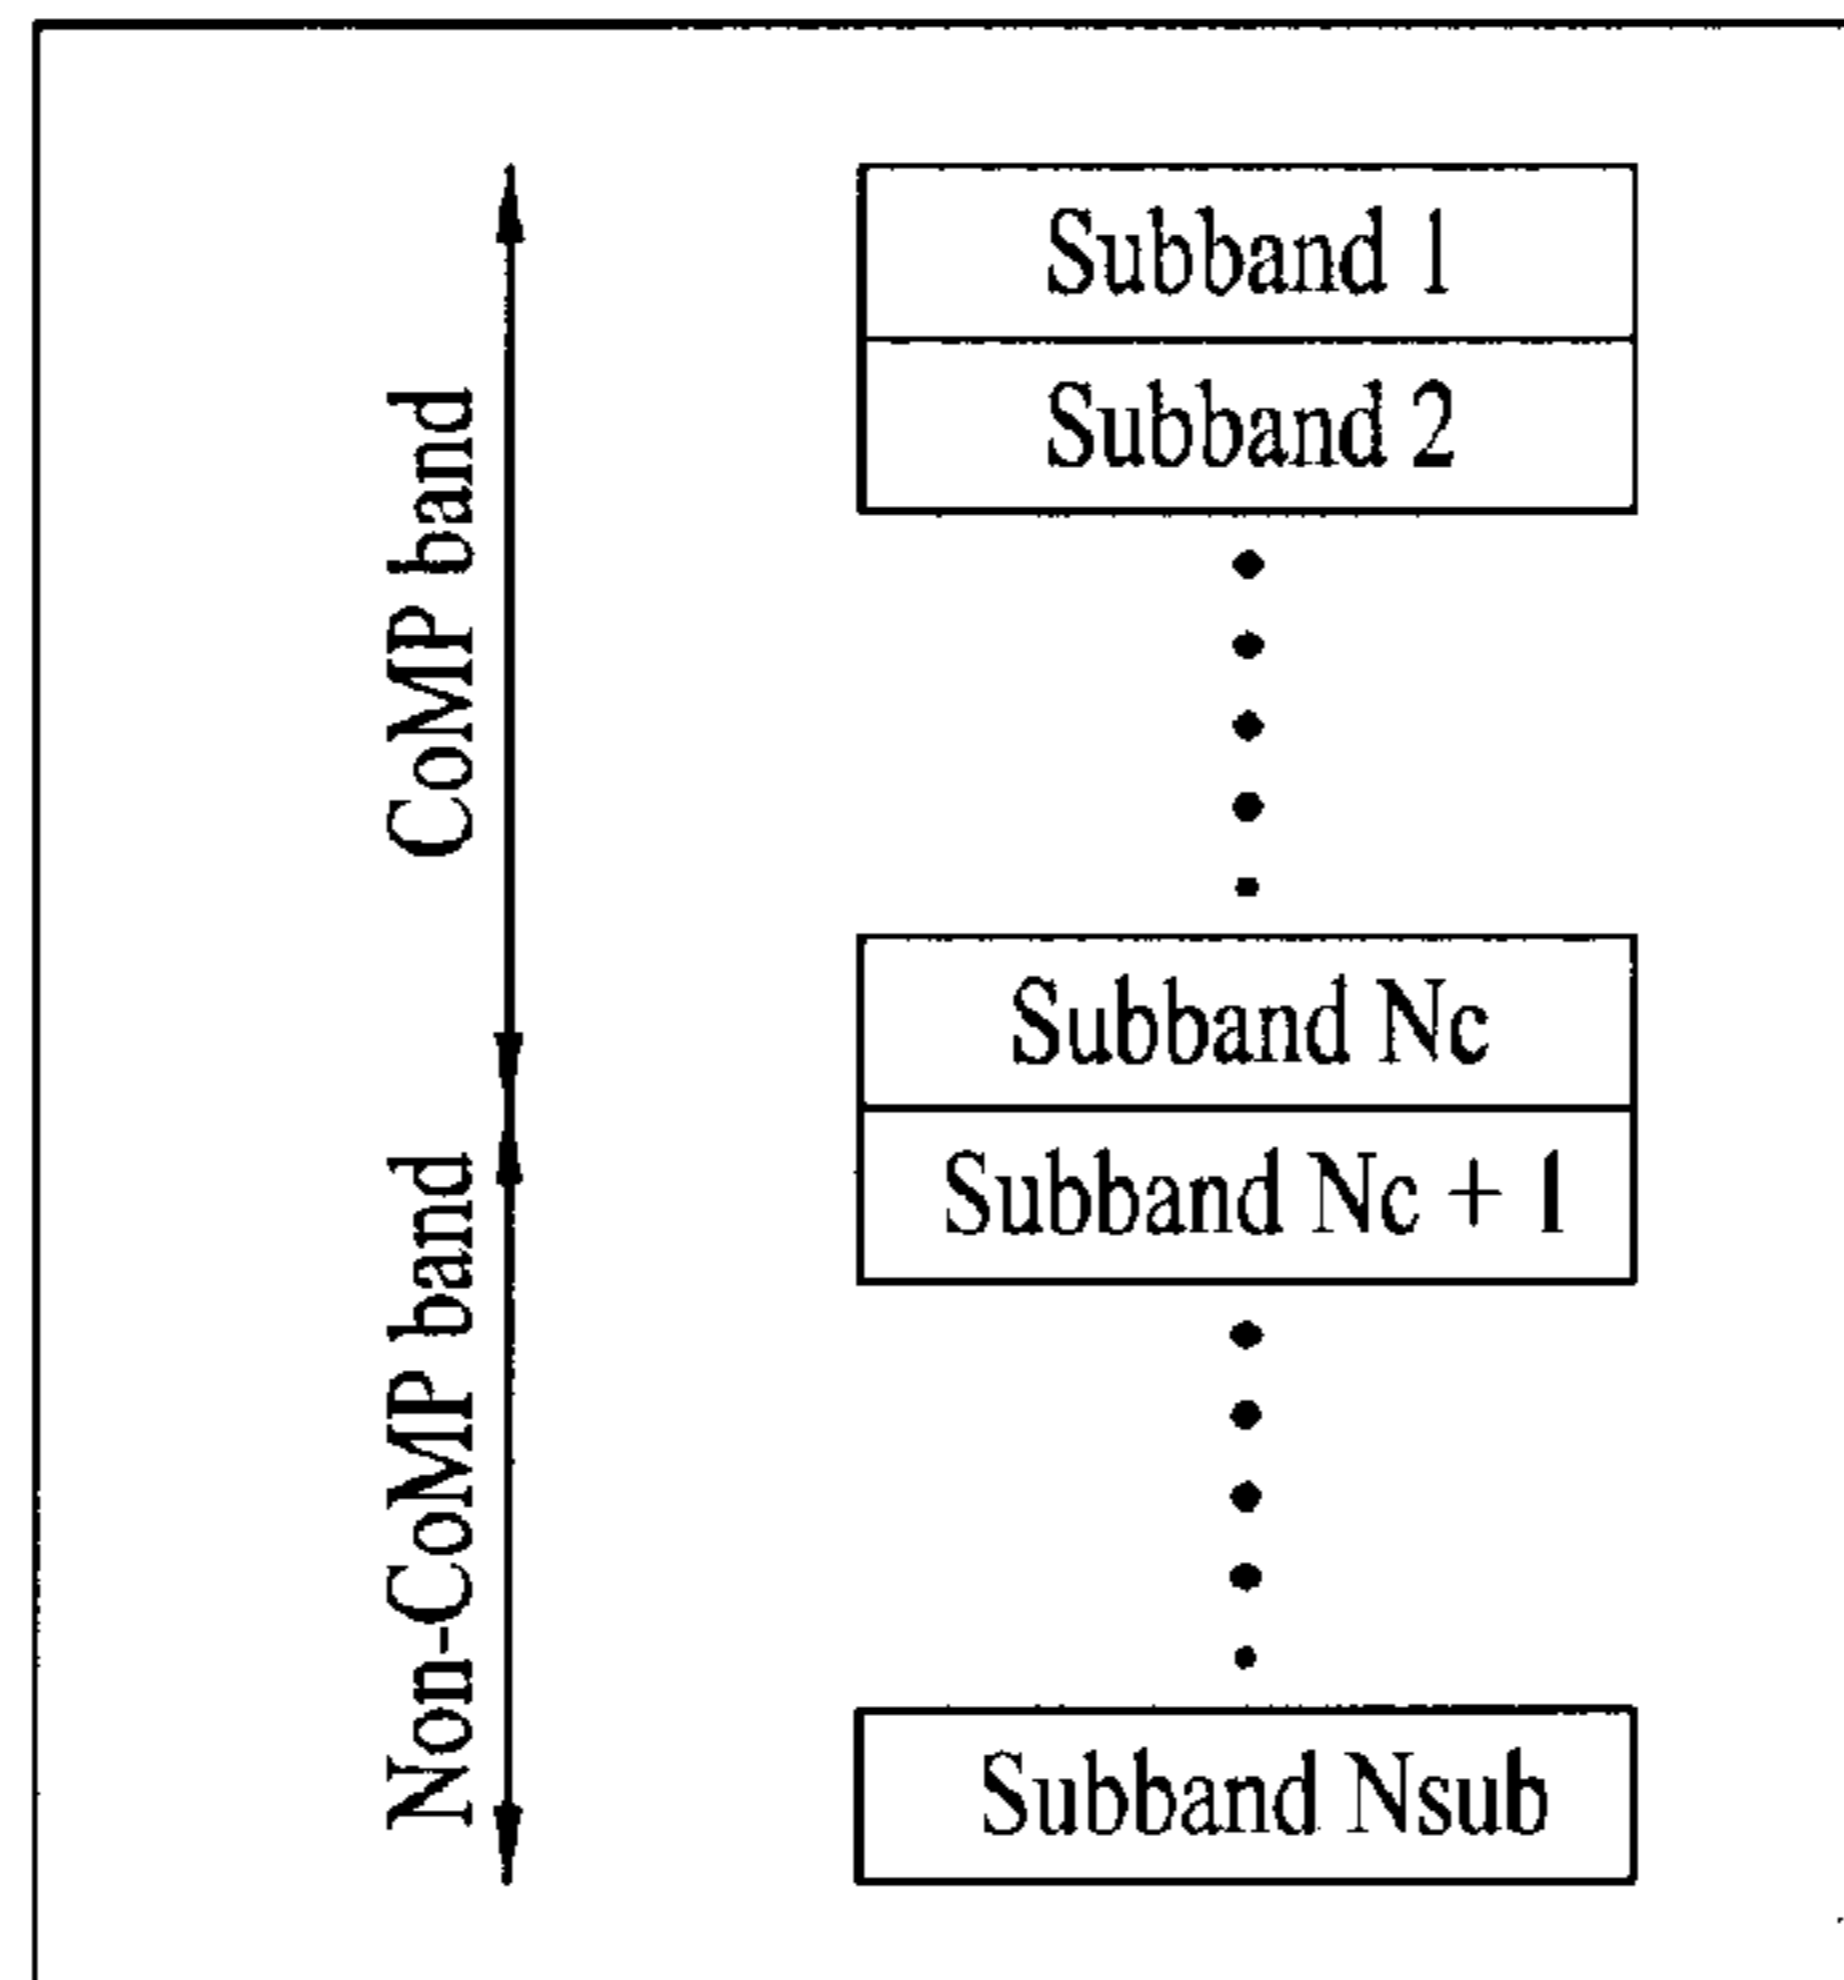 CoMP band
Non-CoMP band
Subband 1
Subband 2
Subband Nc
Subband Nc + 1
Subband Nsub